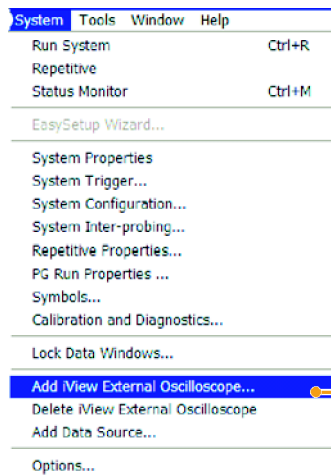 System Tools Window Help
Run System Ctrl+R
Repetitive
Status Monitor Ctrl+M
EasySetup Wizard...
System Properties
System Trigger...
System Configuration...
System Inter-probing...
Repetitive Properties...
PG Run Properties ...
Symbols...
Calibration and Diagnostics...
Lock Data Windows...
Add iView External Oscilloscope...
Delete iView External Oscilloscope
Add Data Source...
Options...